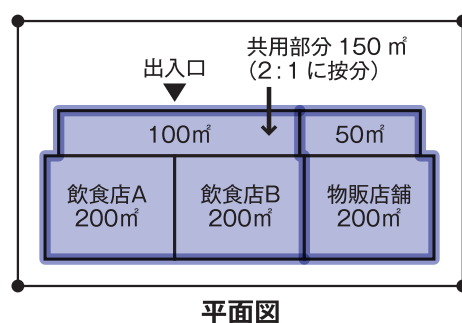 共用部分 150 ㎡
(2:1 に按分)
出入口
100㎡
50㎡
飲食店A
200㎡
飲食店B
200㎡
物販店舗
200㎡
平面図